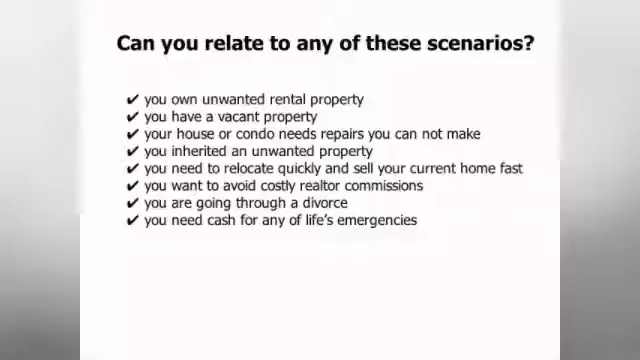 Can you relate to any of these scenarios?
✔ you own unwanted rental property
✔ you have a vacant property
✔ your house or condo needs repairs you can not make
✔ you inherited an unwanted property
✔ you need to relocate quickly and sell your current home fast
✔ you want to avoid costly realtor commissions
✔ you are going through a divorce
✔ you need cash for any of life's emergencies